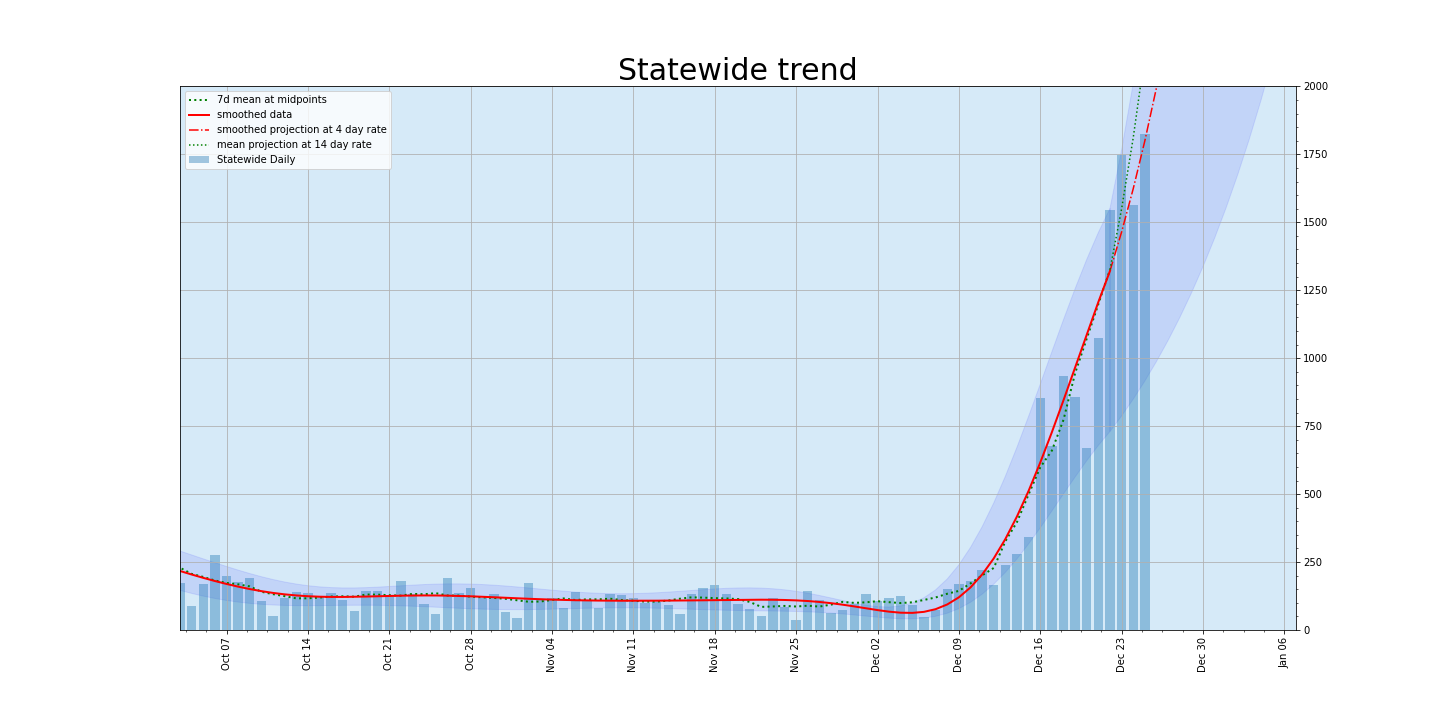 Statewide trend
7d mean at midpoints
smoothed data
smoothed projection at 4 day rate
mean projection at 14 day rate
Statewide Daily
2000
1750
1500
1250
1000
750
500
250
0
Oct 07
Oct 14
Oct 21
Oct 28
Nov 04
Nov 11
Nov 18
Nov 25
Dec 02
Dec 09
Dec 16
Dec 23
Dec 30
Jan 06